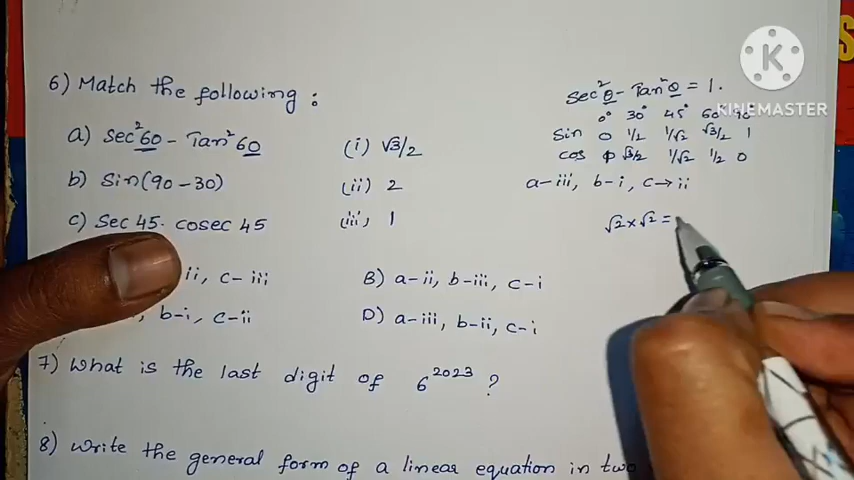 6) Match the following :
a) Sec²60 - Tan²60 (i) √3/2
b) Sin(90-30) (ii) 2
c) Sec 45. cosec 45 (iii) 1
ii, c- iii B) a-ii, b-iii, c-i
b-i, c-ii D) a-iii, b-ii, c-i
7) What is the last digit of 6²⁰²³ ?
8) Write the general form of a linear equation in two
Sec²θ - Tan²θ = 1.
0° 30° 45° 60°
Sin 0 1/2 1/√2 √3/2 1
cos √3/2 1/√2 1/2 0
a-iii, b-i, c→ii
√2×√2=
K
MADE WITH KINEMASTER